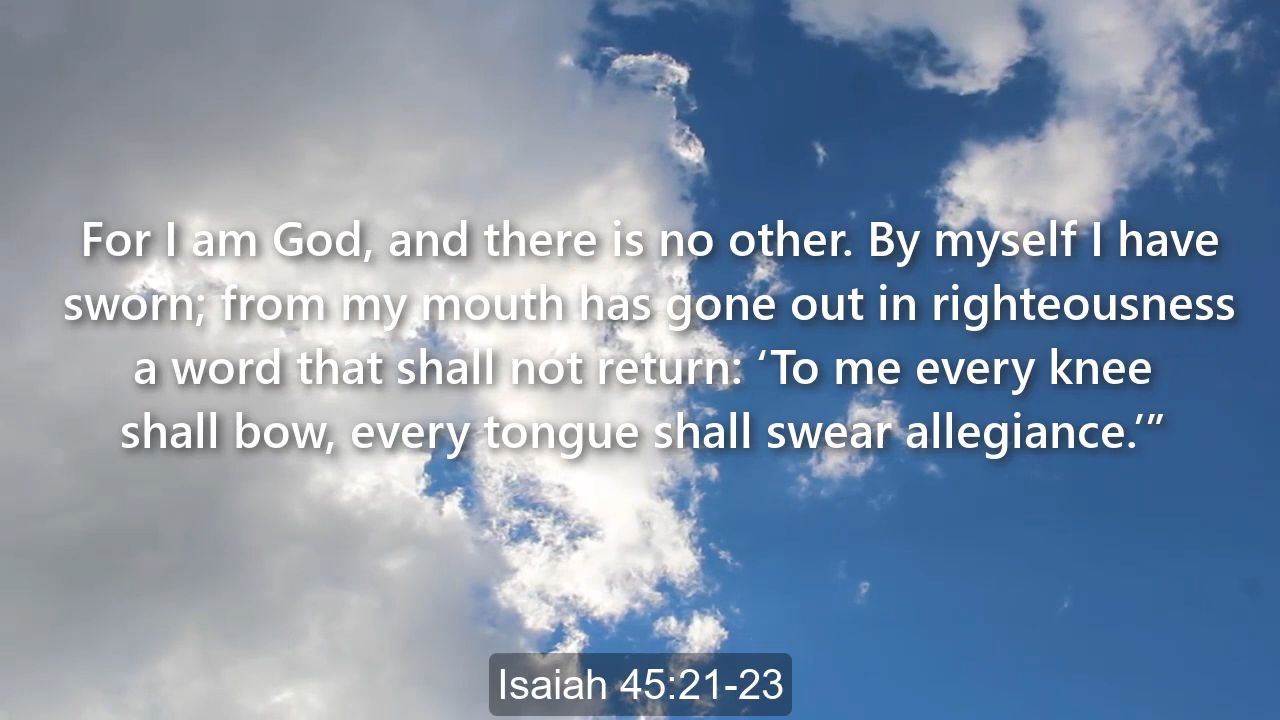 For I am God, and there is no other. By myself I have
sworn; from my mouth has gone out in righteousness
a word that shall not return: ‘To me every knee
shall bow, every tongue shall swear allegiance.’”
Isaiah 45:21-23